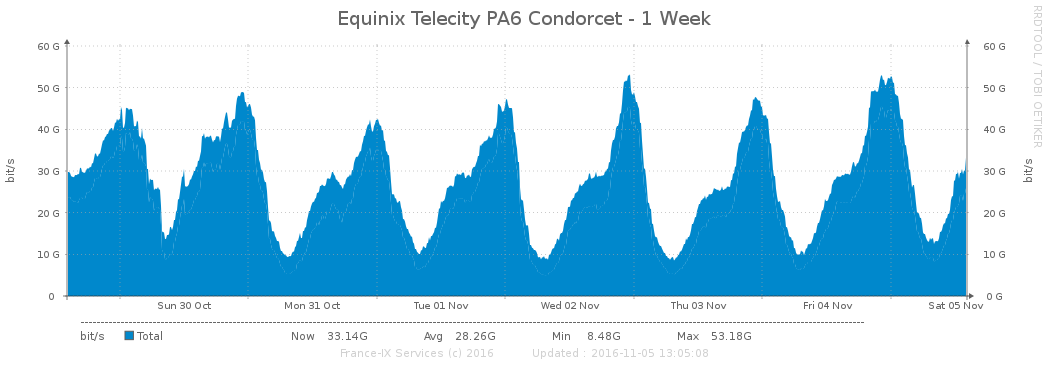 Equinix Telecity PA6 Condorcet - 1 Week
RRDTOOL / TOBI OETIKER
bit/s
60 G 60 G
50 G 50 G
40 G 40 G
30 G 30 G
20 G 20 G
10 G 10 G
0 0 G
bit/s
Sun 30 Oct Mon 31 Oct Tue 01 Nov Wed 02 Nov Thu 03 Nov Fri 04 Nov Sat 05 Nov
bit/s Total Now 33.14G Avg 28.26G Min 8.48G Max 53.18G
France-IX Services (c) 2016 Updated : 2016-11-05 13:05:08